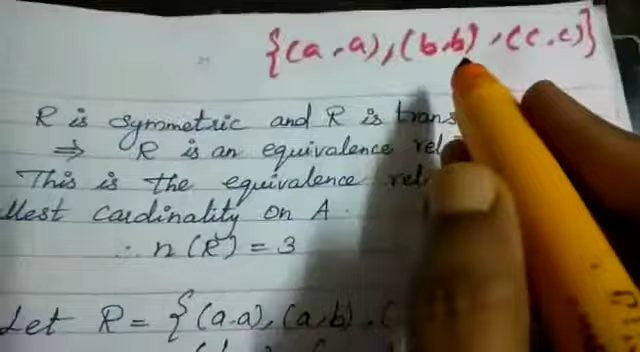 {(a,a),(b,b),(c,c)}
R is symmetric and R is trans
⇒ R is an equivalence rel
This is the equivalence rel
llest cardinality on A.
∴ n(R) = 3
Let R = {(a,a),(a,b),(